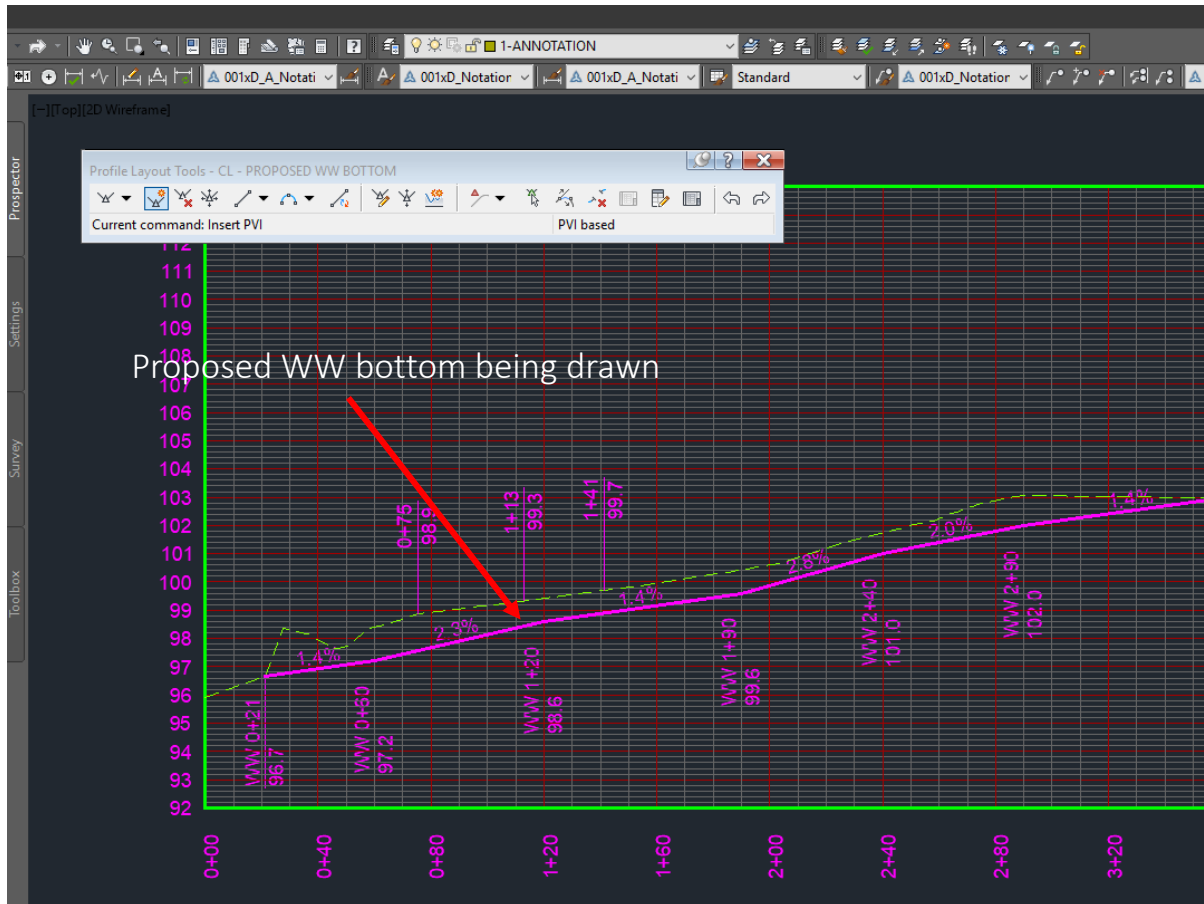 1-ANNOTATION
001xD_A_Notati
001xD_Notatior
001xD_A_Notati
Standard
001xD_Notatior
[−][Top][2D Wireframe]
Prospector
Settings
Survey
Toolbox
Profile Layout Tools - CL - PROPOSED WW BOTTOM
Current command: Insert PVI
PVI based
112
111
110
109
108
107
106
105
104
103
102
101
100
99
98
97
96
95
94
93
92
Proposed WW bottom being drawn
0+75
98.9
1+13
99.3
1+41
99.7
1.4%
2.3%
1.4%
2.8%
2.0%
1.4%
WW 0+21
96.7
WW 0+60
97.2
WW 1+20
98.6
WW 1+90
99.6
WW 2+40
101.0
WW 2+90
102.0
0+00
0+40
0+80
1+20
1+60
2+00
2+40
2+80
3+20